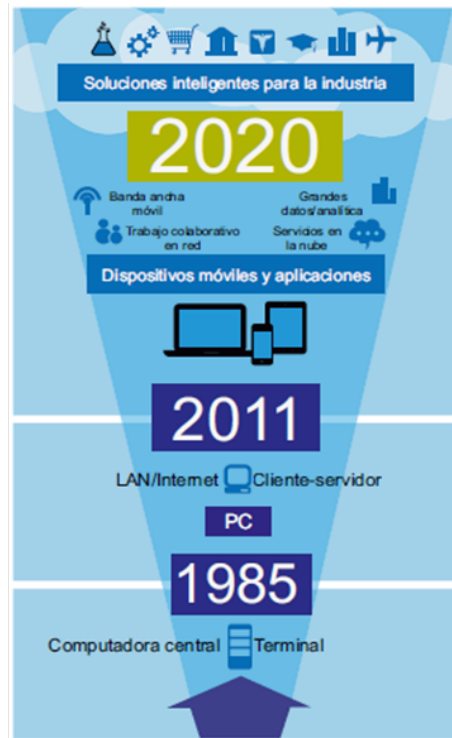 Soluciones inteligentes para la industria
2020
Banda ancha
móvil
Grandes
datos/analítica
Trabajo colaborativo
en red
Servicios en
la nube
Dispositivos móviles y aplicaciones
2011
LAN/Internet
Cliente-servidor
PC
1985
Computadora central
Terminal